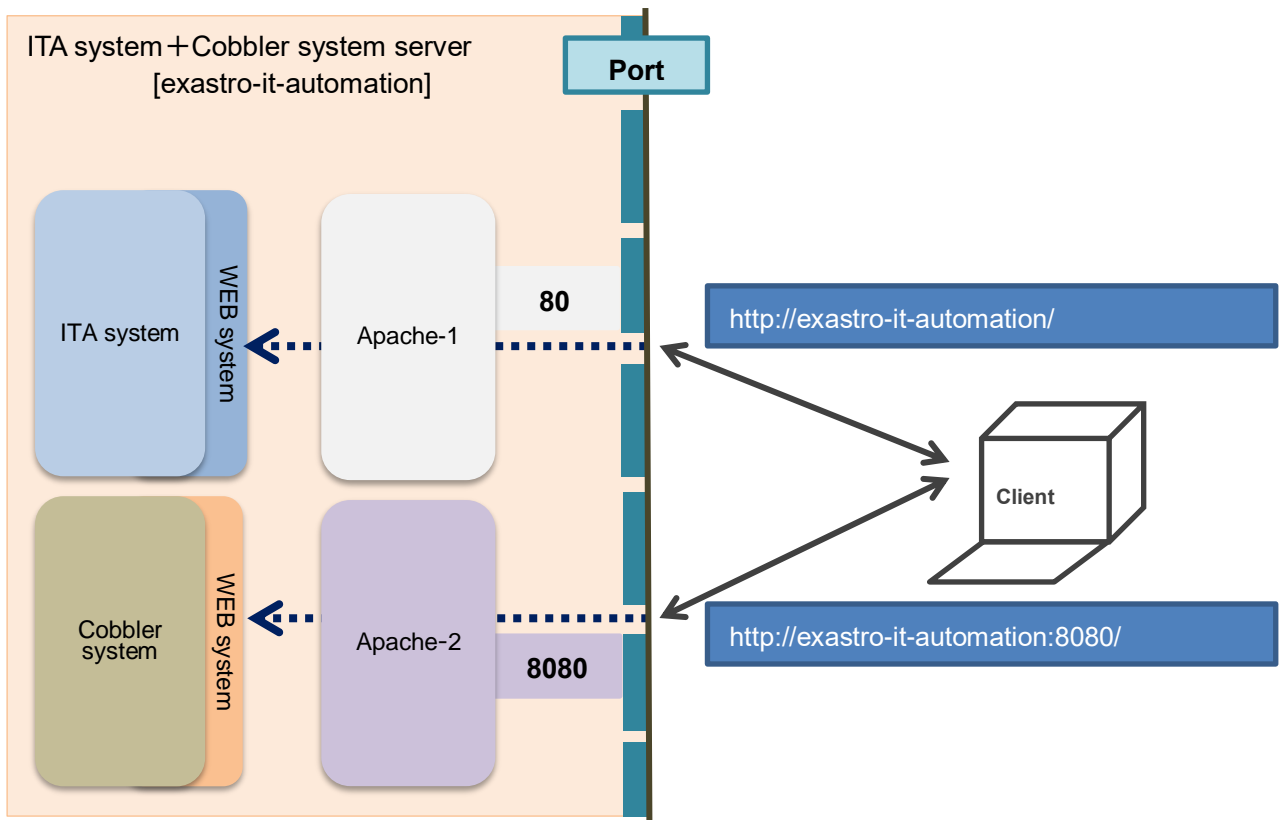 ITA system＋Cobbler system server
[exastro-it-automation]
Port
ITA system
WEB system
Apache-1
80
http://exastro-it-automation/
Client
Cobbler
system
WEB system
Apache-2
8080
http://exastro-it-automation:8080/